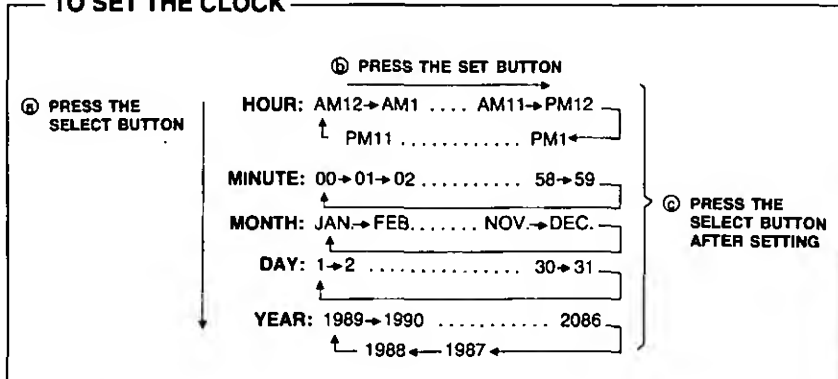 TO SET THE CLOCK
ⓑ PRESS THE SET BUTTON
ⓐ PRESS THE
SELECT BUTTON
HOUR: AM12→AM1 .... AM11→PM12
PM11 ........... PM1←
MINUTE: 00→01→02 .......... 58→59
MONTH: JAN.→FEB. ...... NOV.→DEC.
DAY: 1→2 ............... 30→31
YEAR: 1989→1990 .......... 2086
1988←1987←
ⓒ PRESS THE
SELECT BUTTON
AFTER SETTING